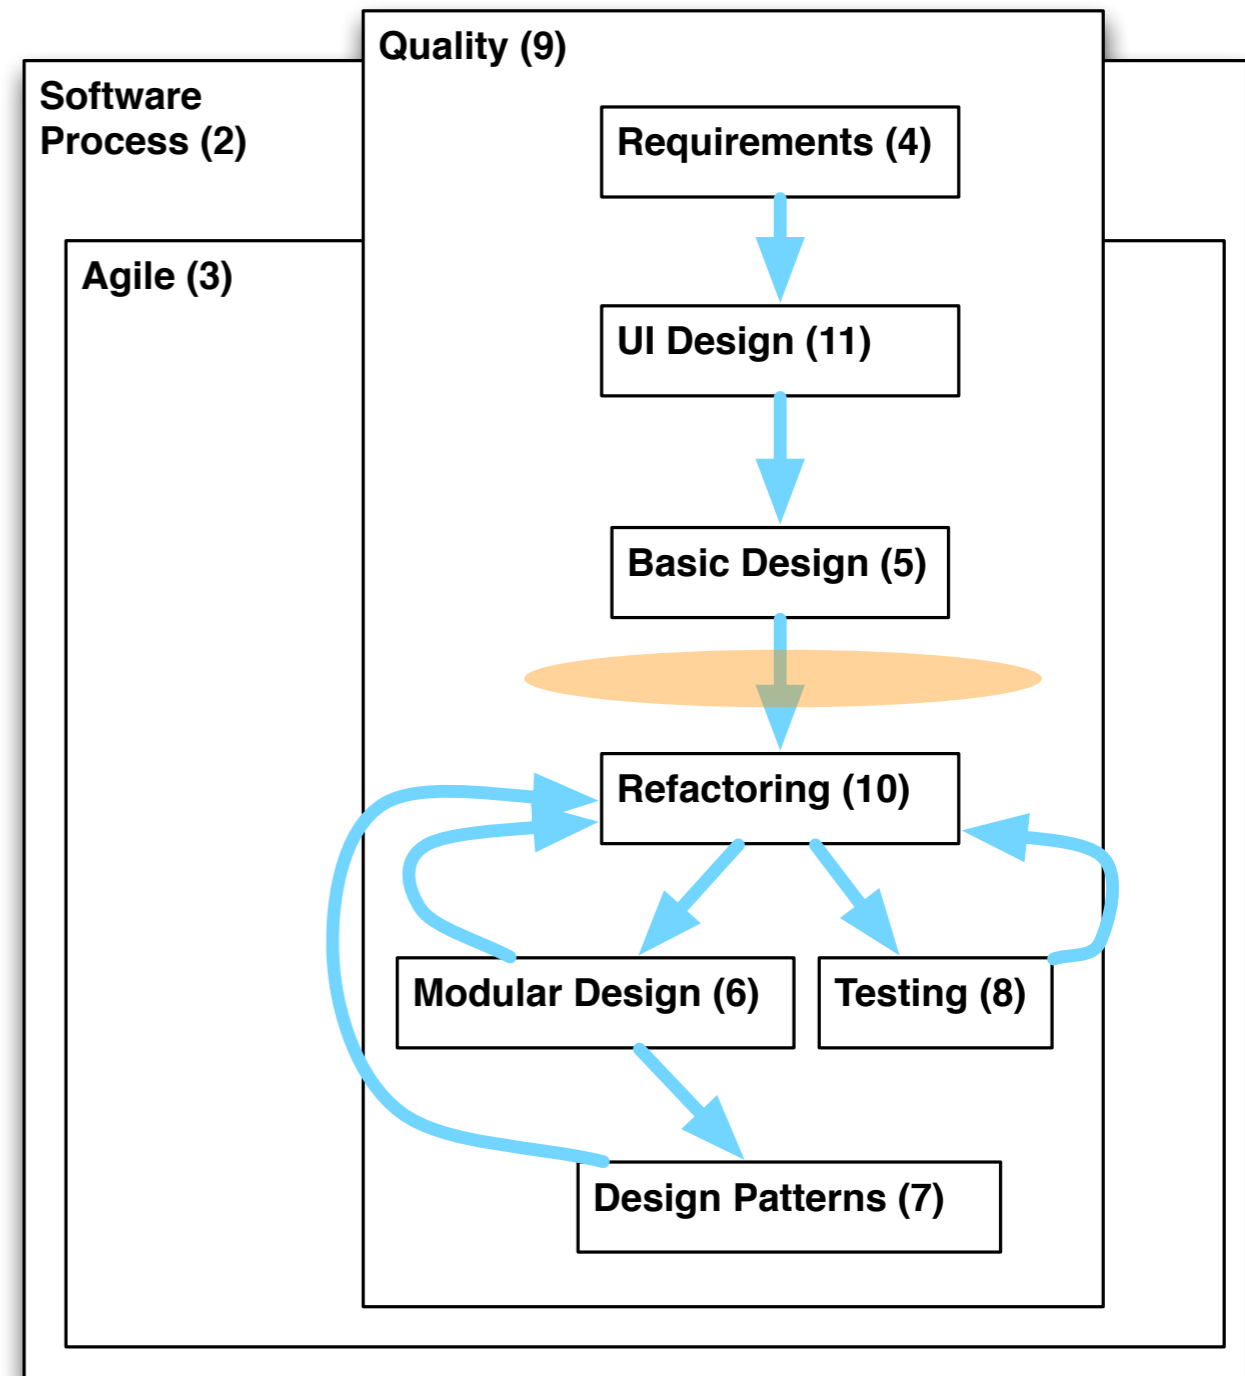 Quality (9)
Software
Process (2)
Requirements (4)
Agile (3)
UI Design (11)
Basic Design (5)
Refactoring (10)
Modular Design (6)
Testing (8)
Design Patterns (7)